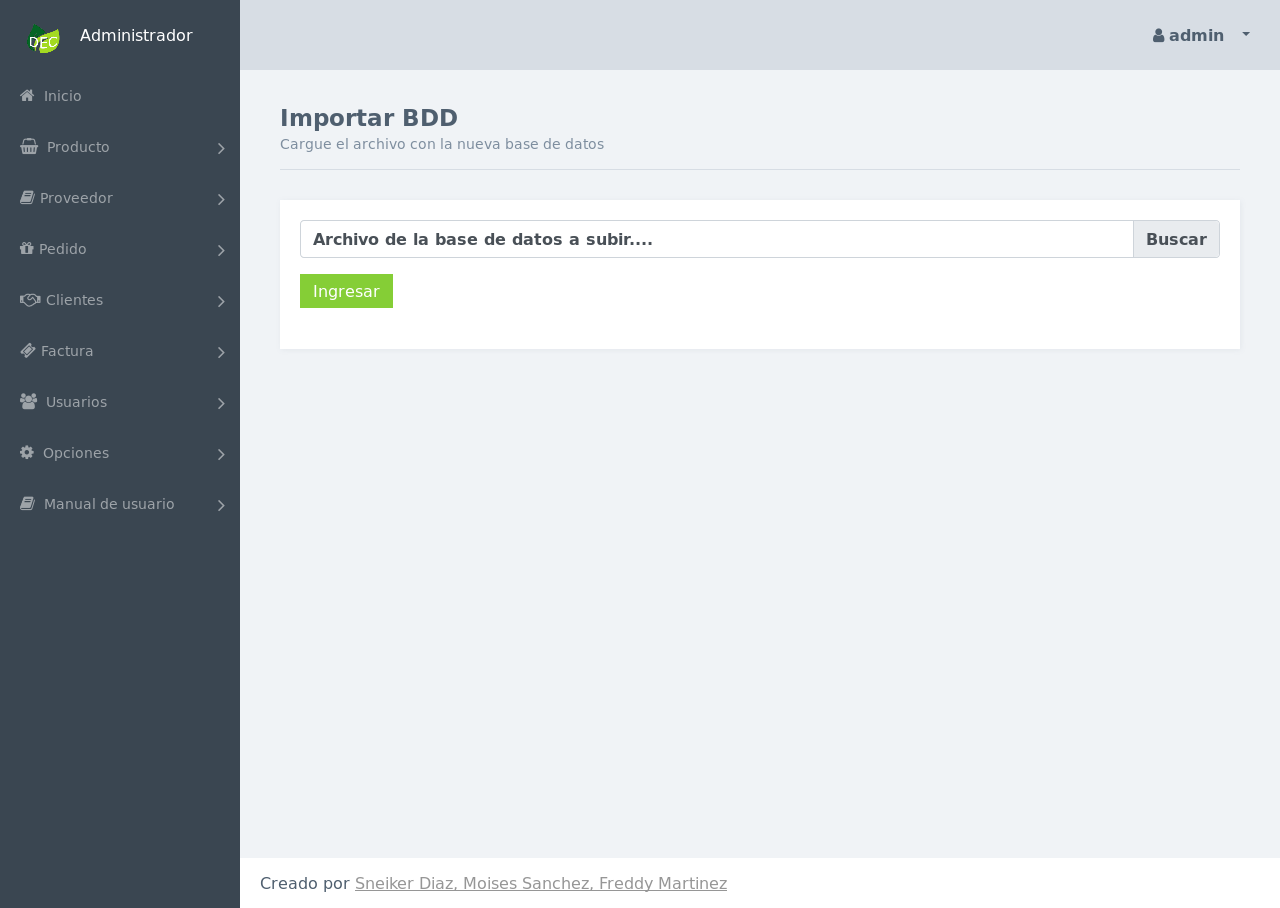 DEC Administrador
admin
Inicio
Producto
Proveedor
Pedido
Clientes
Factura
Usuarios
Opciones
Manual de usuario
Importar BDD
Cargue el archivo con la nueva base de datos
Archivo de la base de datos a subir.... Buscar
Ingresar
Creado por Sneiker Diaz, Moises Sanchez, Freddy Martinez